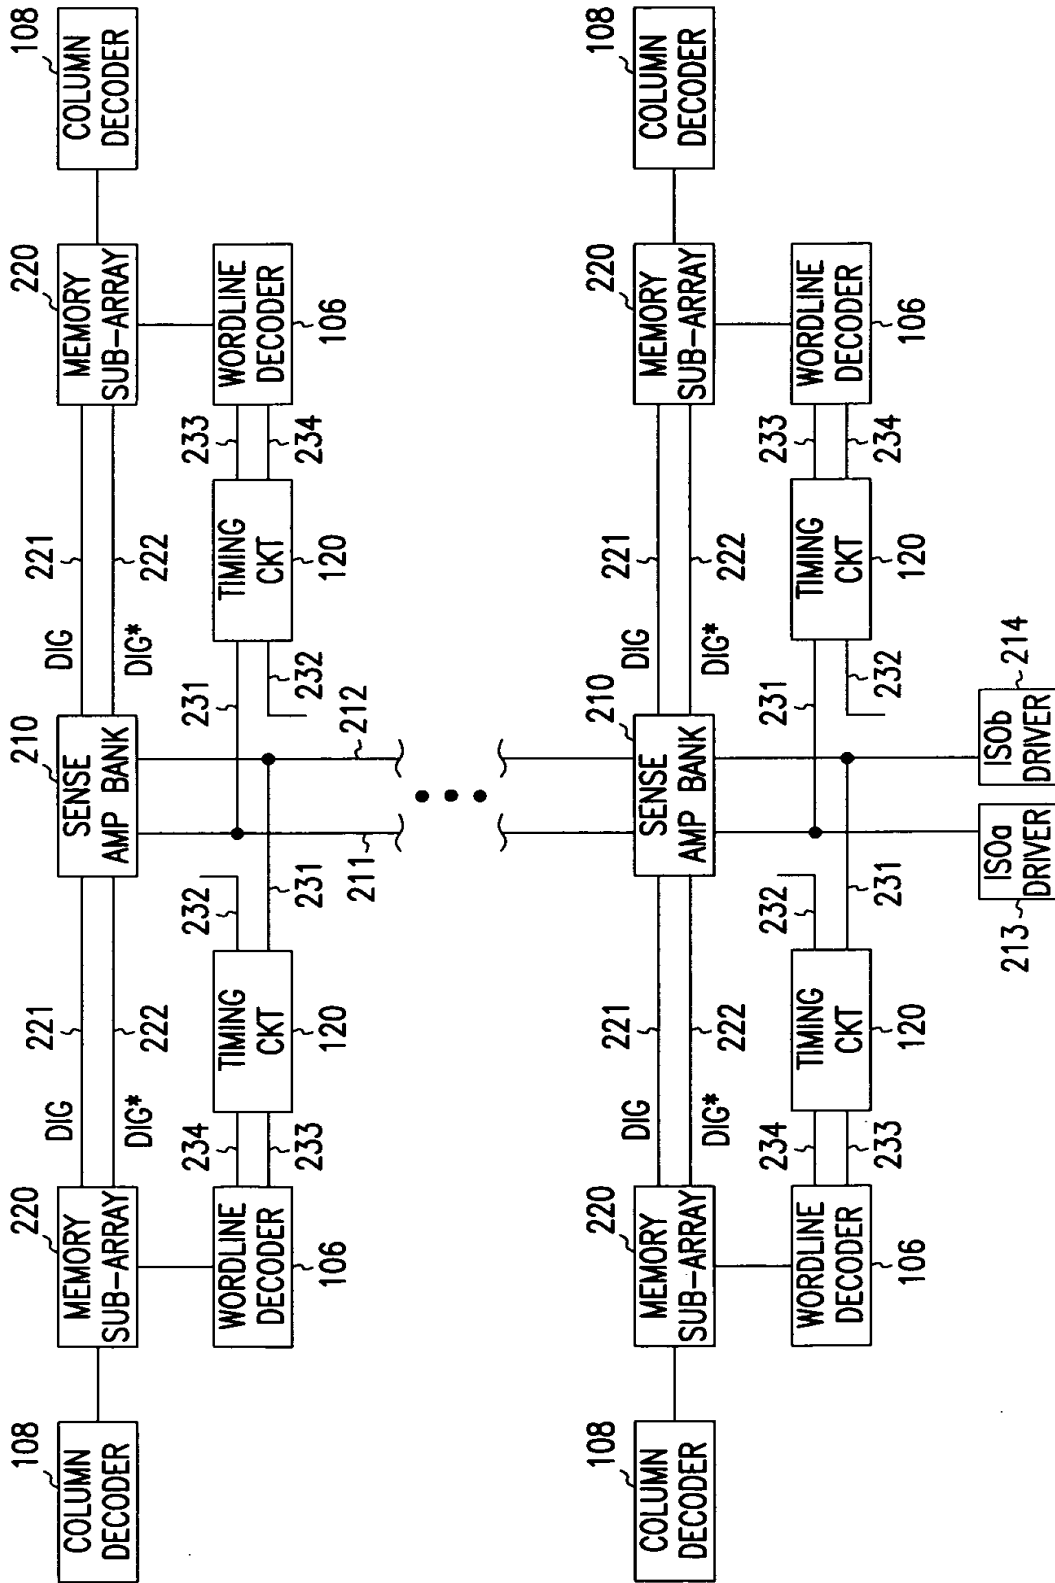 108
220
210
220
108
COLUMN
DECODER
MEMORY
SUB-ARRAY
DIG
221
SENSE
AMP BANK
DIG
221
MEMORY
SUB-ARRAY
COLUMN
DECODER
DIG*
222
DIG*
222
234
232
231
233
WORDLINE
DECODER
TIMING
CKT
TIMING
CKT
WORDLINE
DECODER
233
231
232
234
106
120
120
106
211
212
108
220
210
220
108
COLUMN
DECODER
MEMORY
SUB-ARRAY
DIG
221
SENSE
AMP BANK
DIG
221
MEMORY
SUB-ARRAY
COLUMN
DECODER
DIG*
222
DIG*
222
234
232
231
233
WORDLINE
DECODER
TIMING
CKT
TIMING
CKT
WORDLINE
DECODER
233
231
232
234
106
120
120
106
213
ISOa
DRIVER
ISOb
DRIVER
214